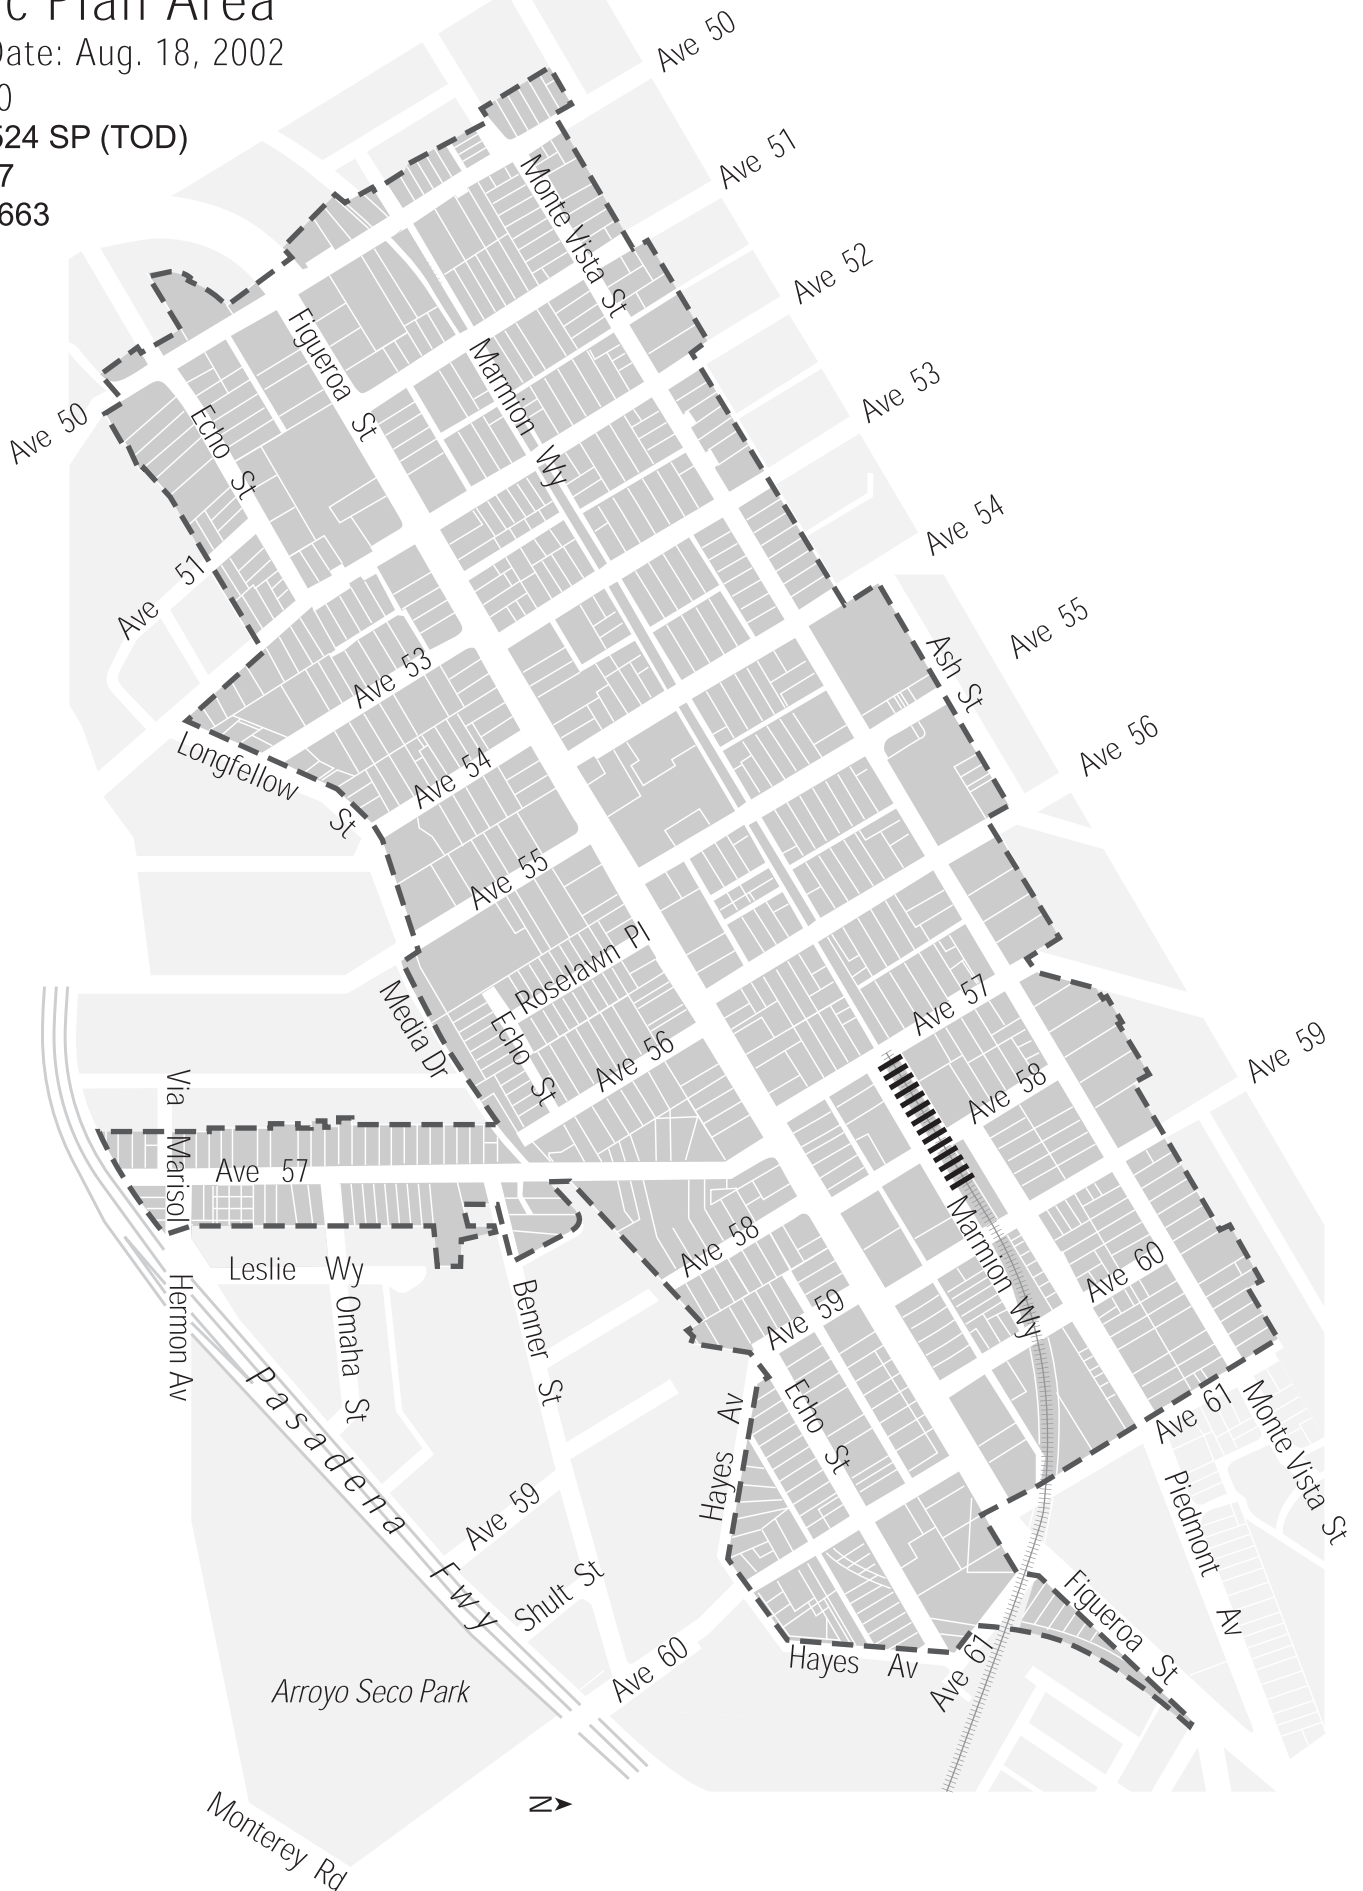 c Plan Area
Date: Aug. 18, 2002
0
524 SP (TOD)
7
663
Ave 50
Ave 51
Monte Vista St
Ave 52
Figueroa St
Marmion Wy
Ave 53
Ave 50
Echo St
Ave 54
Ave 51
Ave 55
Ash St
Ave 53
Ave 56
Longfellow St
Ave 54
Ave 55
Roselawn Pl
Media Dr
Echo St
Ave 57
Ave 56
Ave 59
Ave 58
Via Marisol
Ave 57
Marmion Wy
Ave 58
Ave 60
Leslie Wy
Hermon Av
Omaha St
Benner St
Ave 59
Pasadena Fwy
Hayes Av
Echo St
Ave 61
Monte Vista St
Piedmont Av
Ave 59
Shult St
Figueroa St
Ave 60
Hayes Av
Ave 61
Arroyo Seco Park
N
Monterey Rd